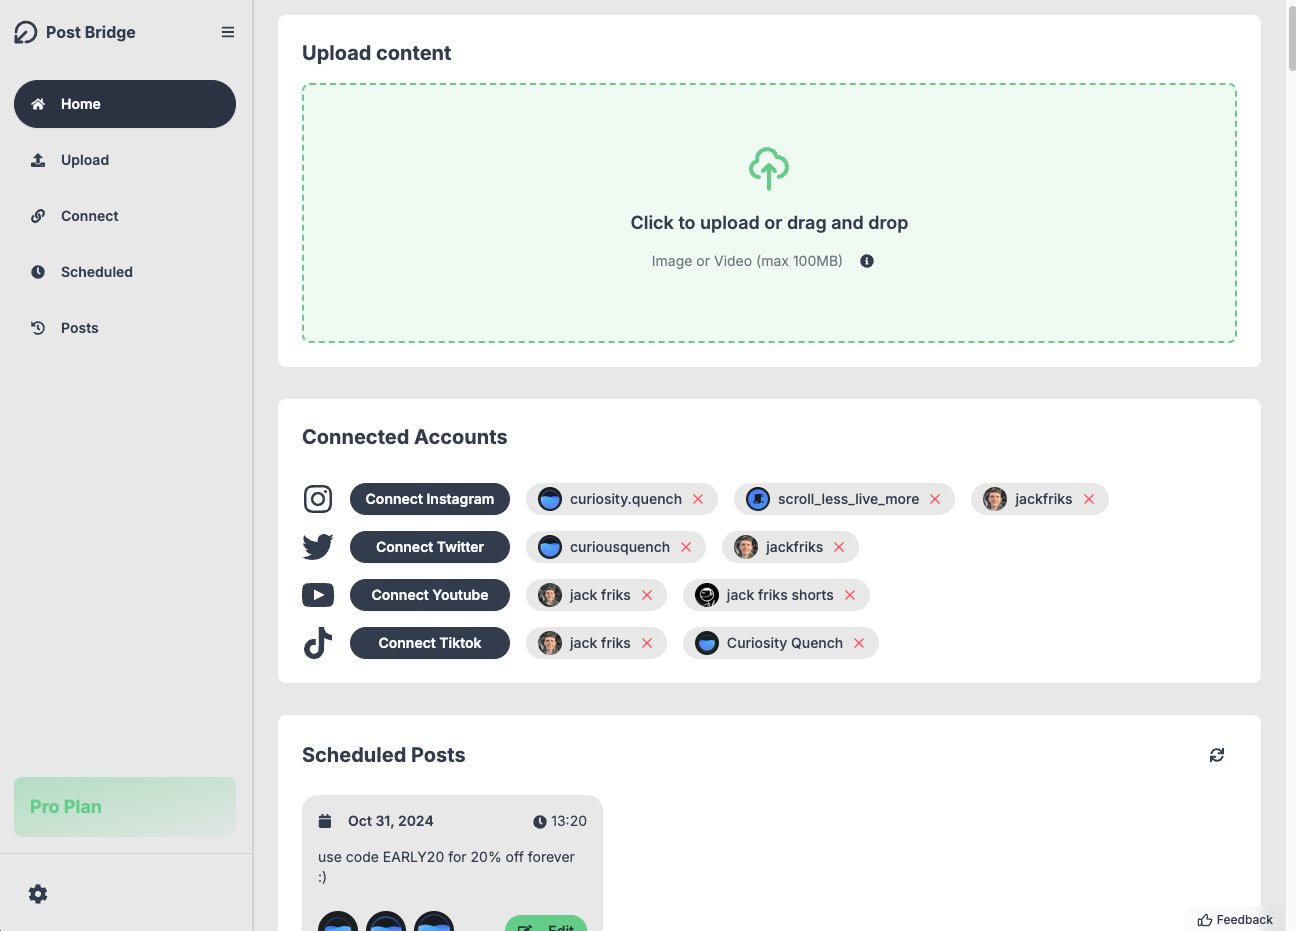 Post Bridge
Home
Upload
Connect
Scheduled
Posts
Pro Plan
Upload content
Click to upload or drag and drop
Image or Video (max 100MB)
Connected Accounts
Connect Instagram curiosity.quench scroll_less_live_more jackfriks
Connect Twitter curiousquench jackfriks
Connect Youtube jack friks jack friks shorts
Connect Tiktok jack friks Curiosity Quench
Scheduled Posts
Oct 31, 2024 13:20
use code EARLY20 for 20% off forever
:)
Edit
Feedback